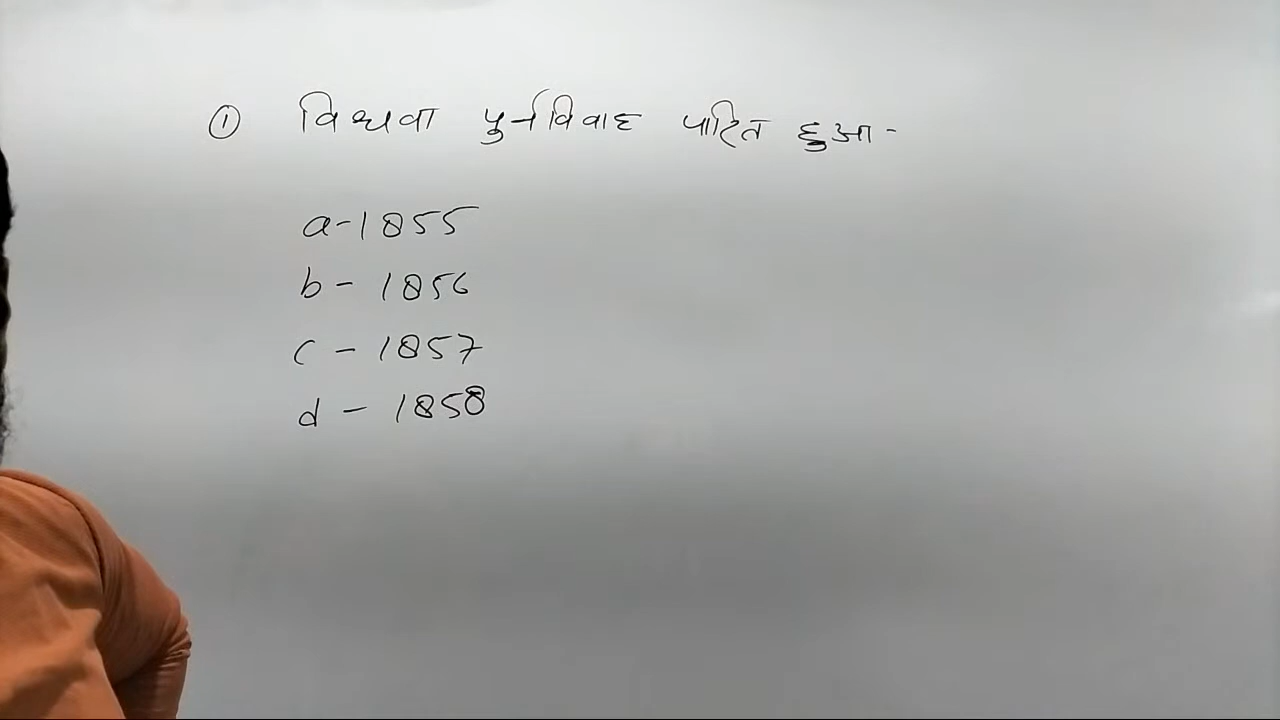 ① विधवा पुर्नविवाह पारित हुआ -
a - 1855
b - 1856
c - 1857
d - 1858